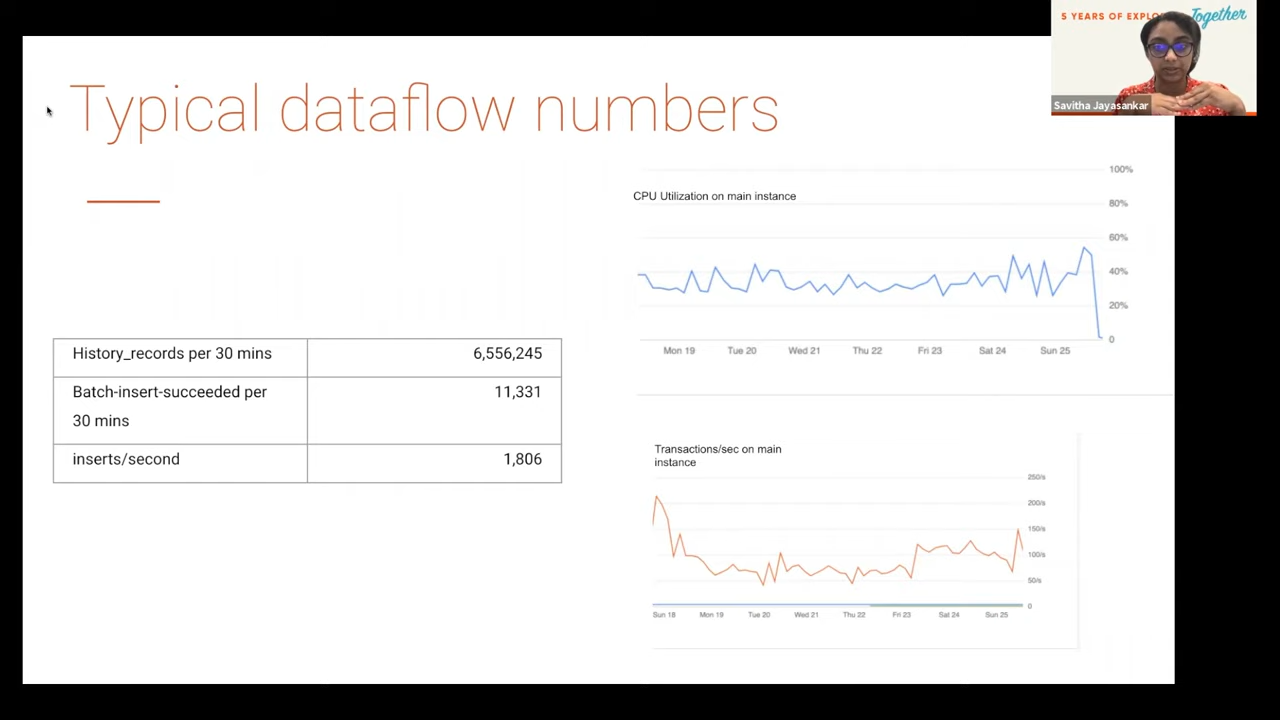 5 YEARS OF EXPLO
Together
Savitha Jayasankar
Typical dataflow numbers
History_records per 30 mins 6,556,245
Batch-insert-succeeded per 11,331
30 mins
inserts/second 1,806
CPU Utilization on main instance
100%
80%
60%
40%
20%
0
Mon 19 Tue 20 Wed 21 Thu 22 Fri 23 Sat 24 Sun 25
Transactions/sec on main
instance
250/s
200/s
150/s
100/s
50/s
0
Sun 18 Mon 19 Tue 20 Wed 21 Thu 22 Fri 23 Sat 24 Sun 25